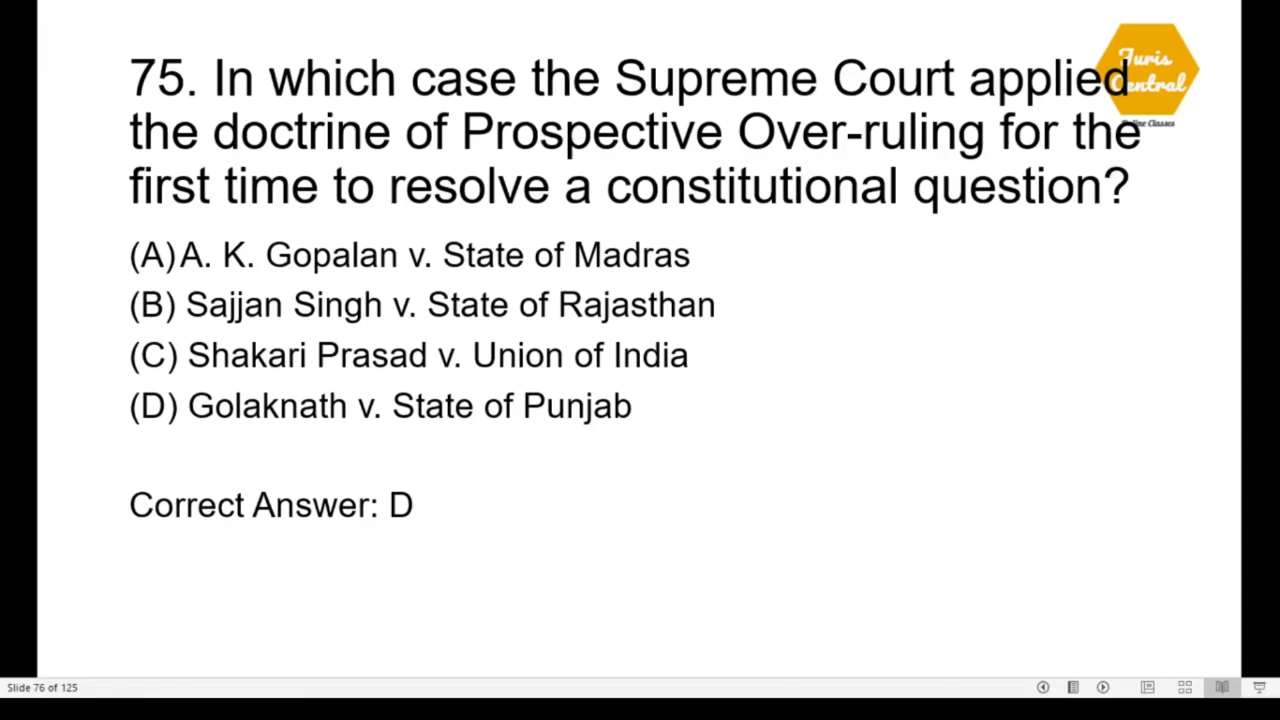 Juris
Central
Online Classes
75. In which case the Supreme Court applied
the doctrine of Prospective Over-ruling for the
first time to resolve a constitutional question?
(A) A. K. Gopalan v. State of Madras
(B) Sajjan Singh v. State of Rajasthan
(C) Shakari Prasad v. Union of India
(D) Golaknath v. State of Punjab
Correct Answer: D
Slide 76 of 125